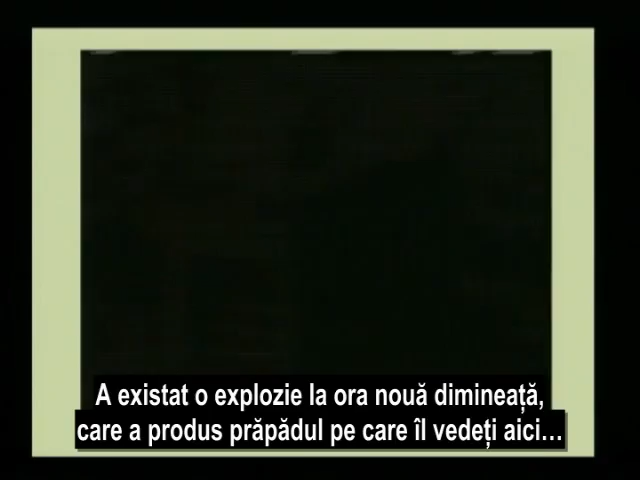 A existat o explozie la ora nouă dimineață,
care a produs prăpădul pe care îl vedeți aici...